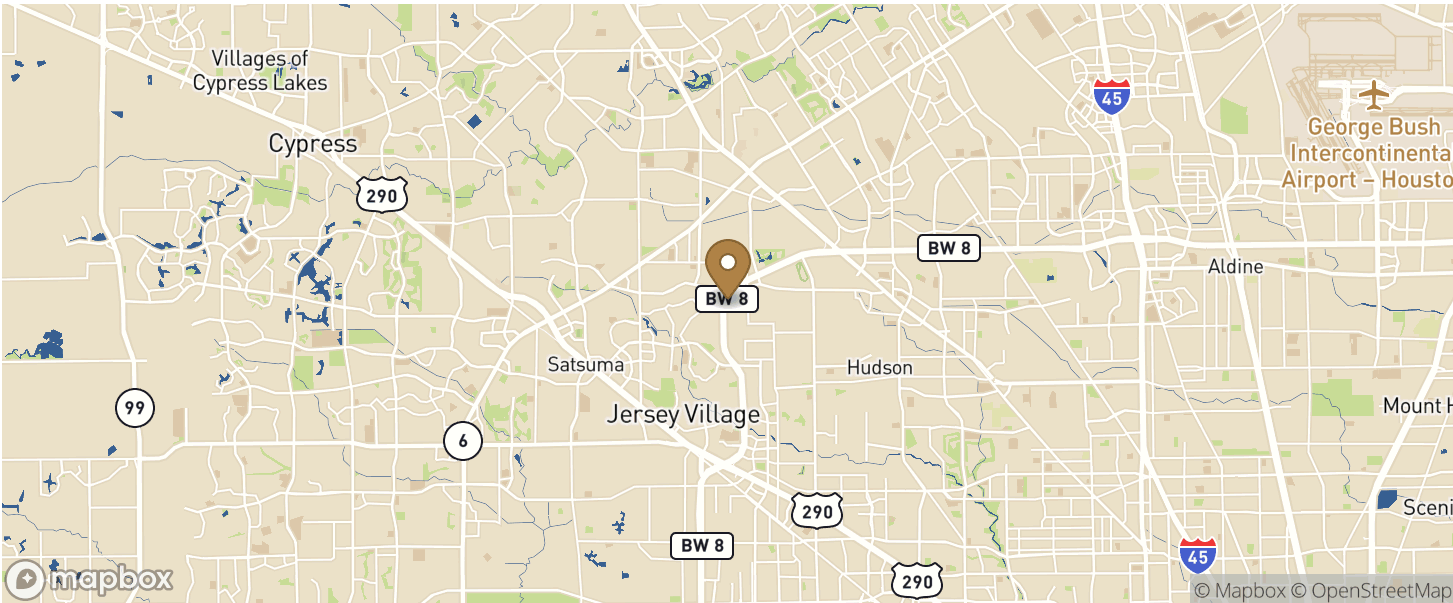 Villages of
Cypress Lakes
45
George Bush
Intercontinenta
Airport – Housto
Cypress
290
BW 8
Aldine
BW 8
Satsuma
Hudson
99
Jersey Village
Mount H
6
290
Sceni
BW 8
45
290
mapbox
© Mapbox © OpenStreetMap